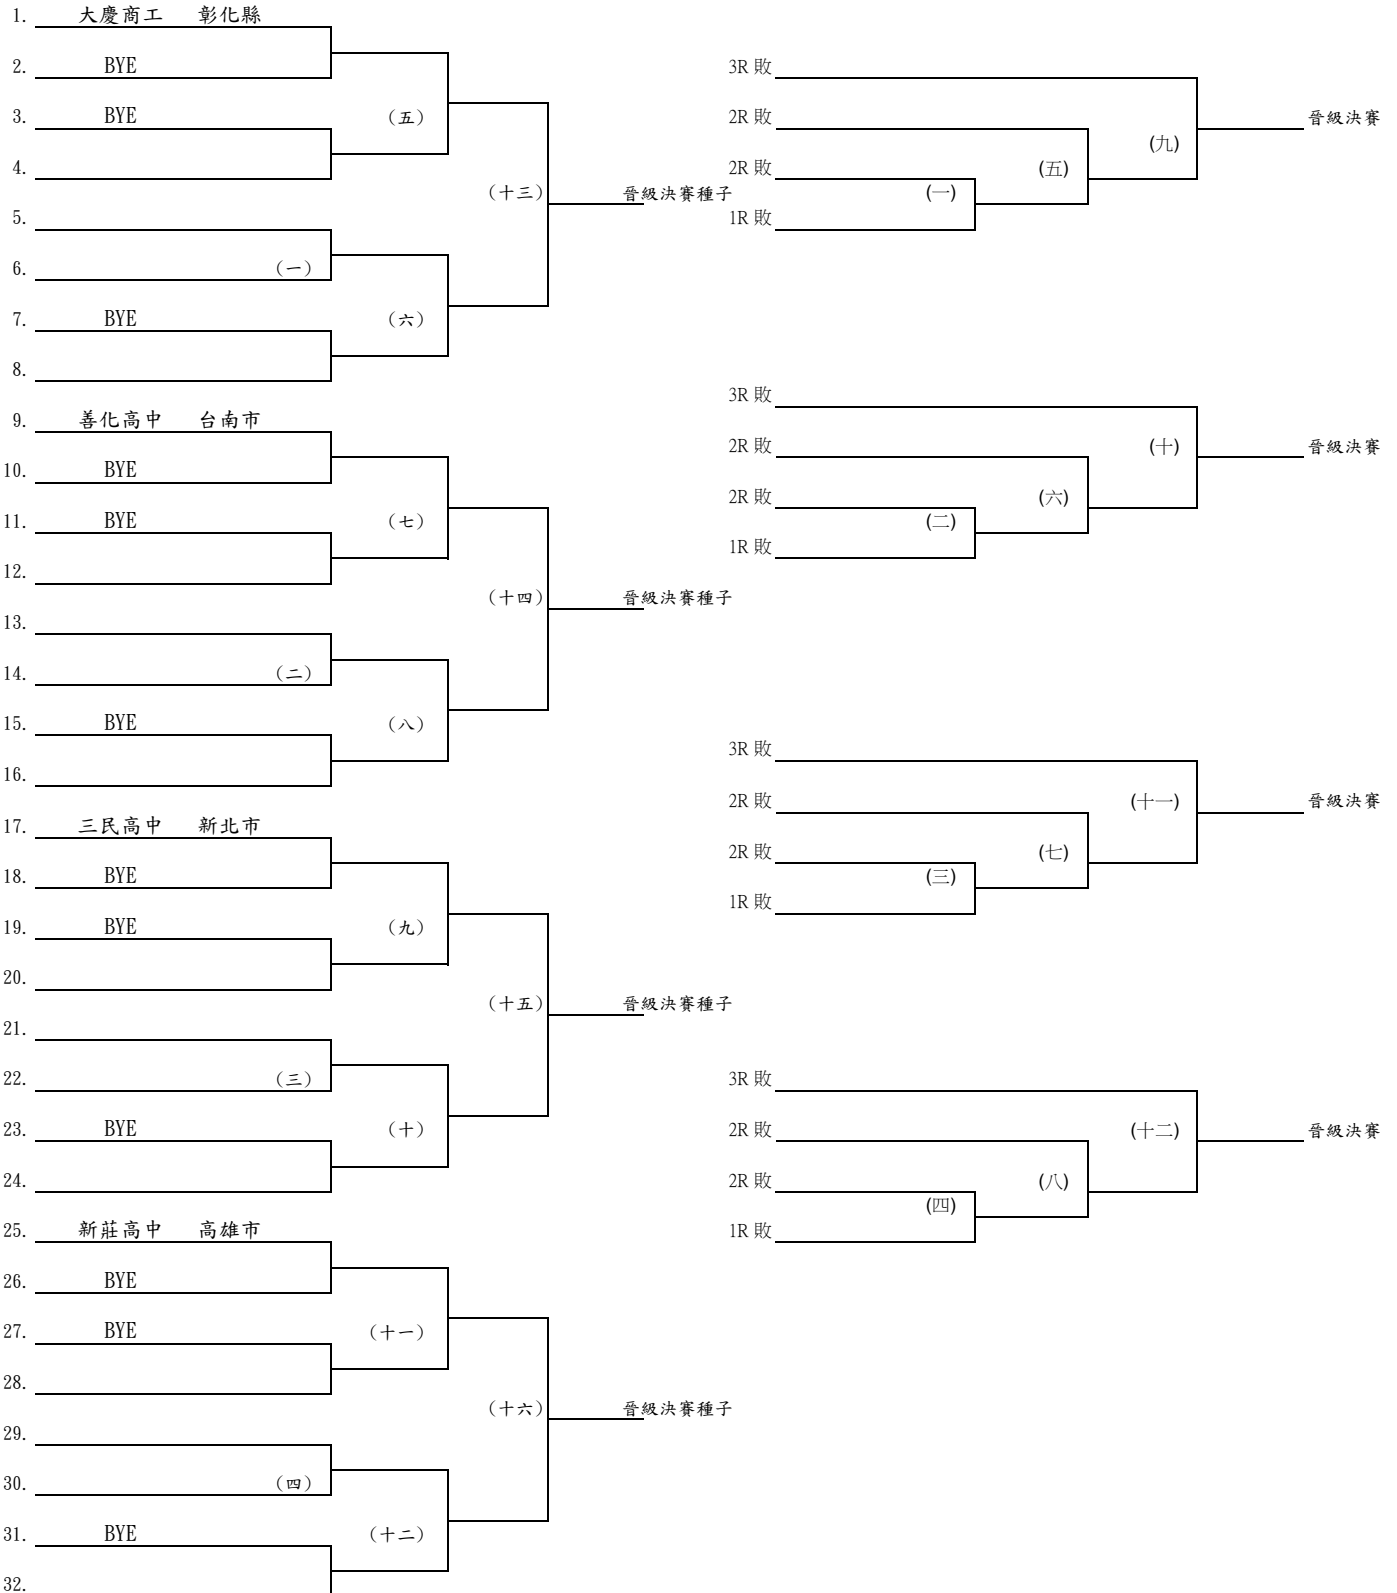 1. 大慶商工 彰化縣
2. BYE
3. BYE
(五)
4.
(十三)
晉級決賽種子
5.
6.
(一)
7. BYE
(六)
8.
9. 善化高中 台南市
10. BYE
11. BYE
(七)
12.
(十四)
晉級決賽種子
13.
14.
(二)
15. BYE
(八)
16.
17. 三民高中 新北市
18. BYE
19. BYE
(九)
20.
(十五)
晉級決賽種子
21.
22.
(三)
23. BYE
(十)
24.
25. 新莊高中 高雄市
26. BYE
27. BYE
(十一)
28.
(十六)
晉級決賽種子
29.
30.
(四)
31. BYE
(十二)
32.
3R 敗
2R 敗
晉級決賽
(九)
2R 敗
(五)
(一)
1R 敗
3R 敗
2R 敗
(十)
晉級決賽
2R 敗
(六)
(二)
1R 敗
3R 敗
2R 敗
(十一)
晉級決賽
2R 敗
(七)
(三)
1R 敗
3R 敗
2R 敗
(十二)
晉級決賽
2R 敗
(八)
(四)
1R 敗